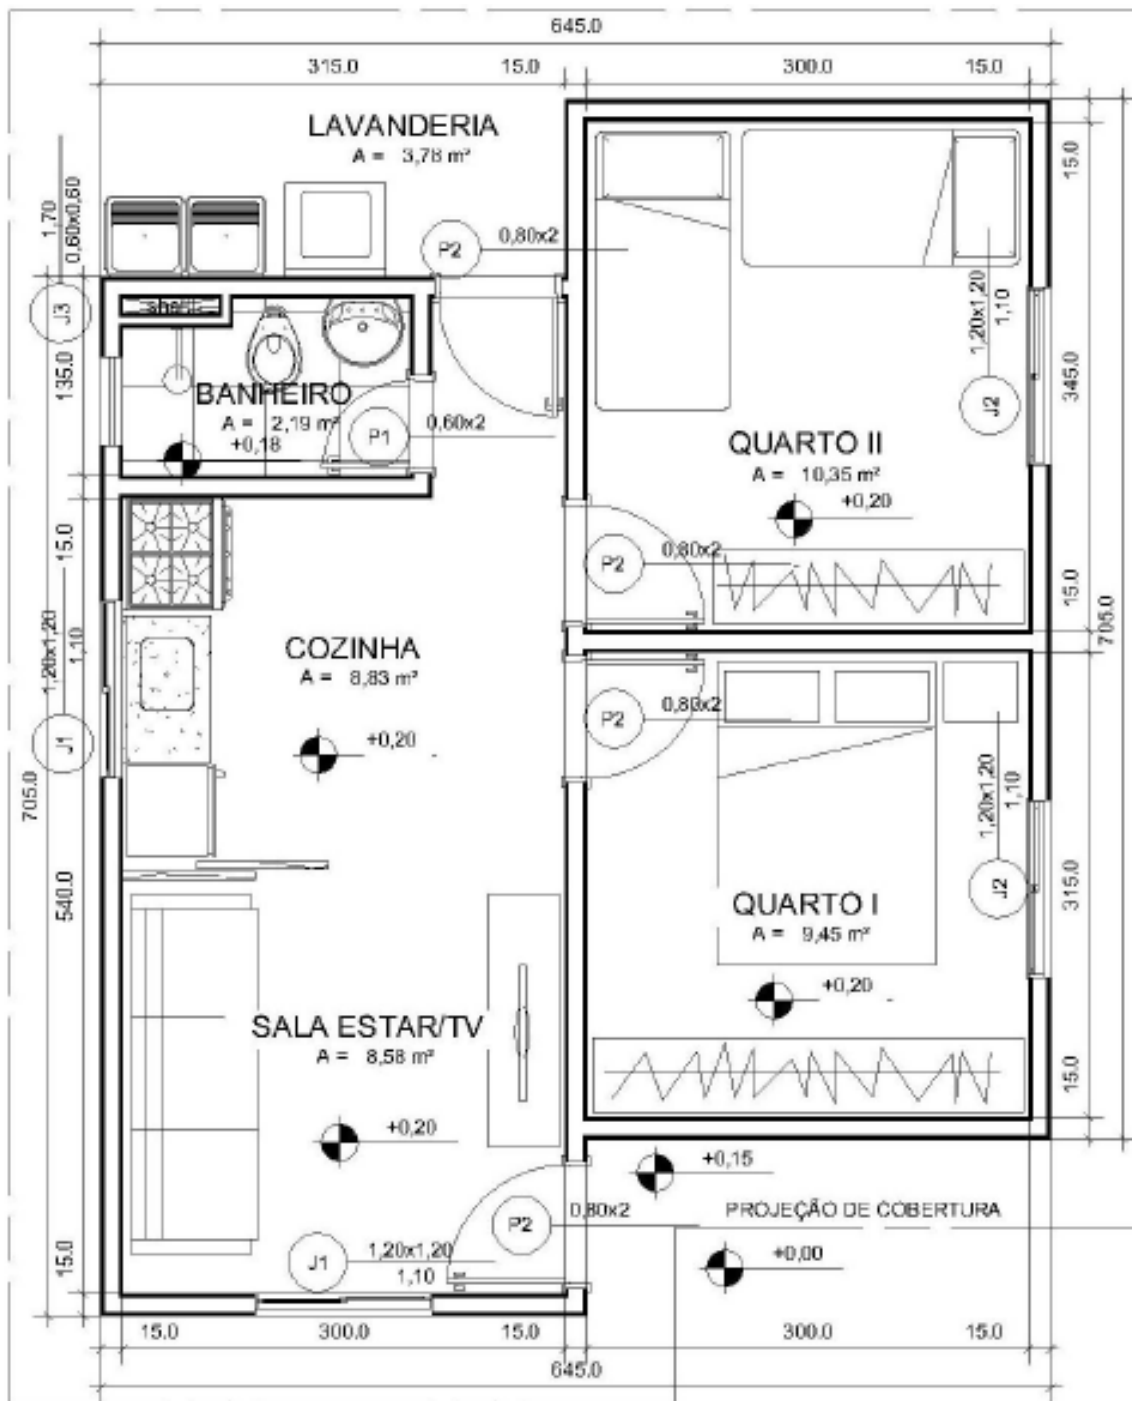 645.0
315.0
15.0
300.0
15.0
LAVANDERIA
A = 3,78 m²
15.0
1,70
0,60x0,60
P2
0,80x2
1,20x1,20
1,10
J3
shaft
135.0
BANHEIRO
A = 2,19 m²
+0,18
P1
0,60x2
345.0
J2
QUARTO II
A = 10,35 m²
+0,20
15.0
P2
0,80x2
15.0
705.0
1,20x1,20
1,10
COZINHA
A = 8,83 m²
P2
0,80x2
J1
+0,20
705.0
1,20x1,20
1,10
540.0
J2
315.0
QUARTO I
A = 9,45 m²
+0,20
SALA ESTAR/TV
A = 8,58 m²
15.0
+0,20
+0,15
P2
0,80x2
PROJEÇÃO DE COBERTURA
15.0
J1
1,20x1,20
1,10
+0,00
15.0
300.0
15.0
300.0
15.0
645.0